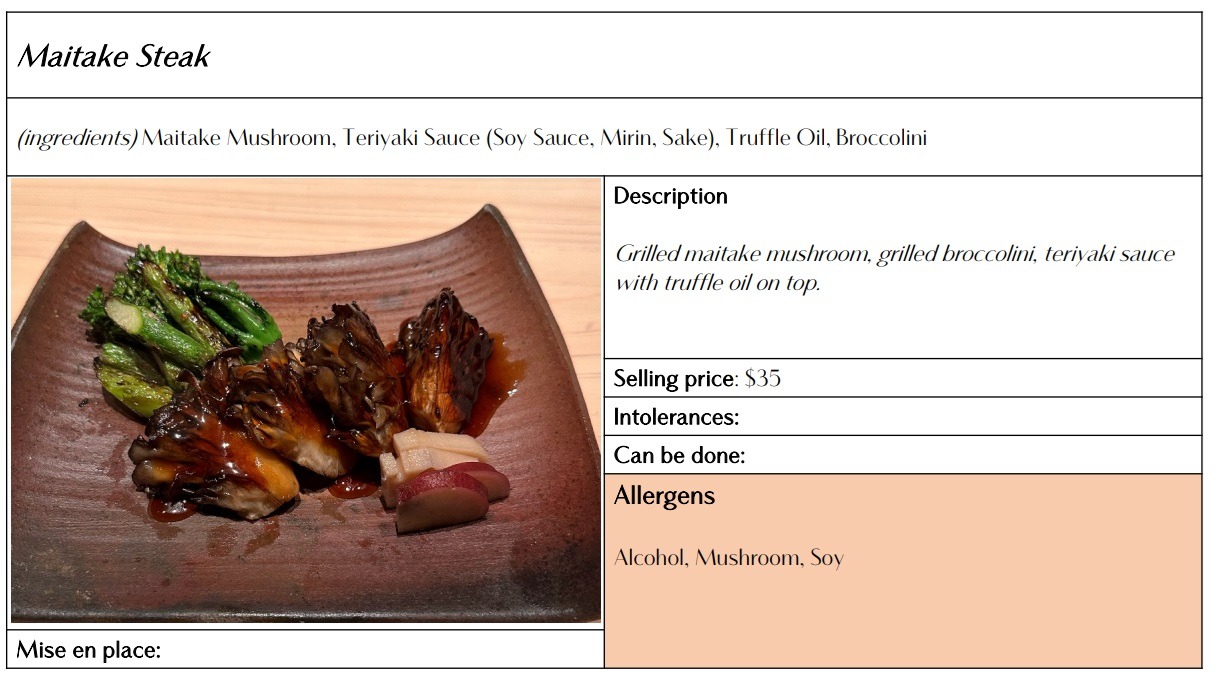 Maitake Steak
(ingredients) Maitake Mushroom, Teriyaki Sauce (Soy Sauce, Mirin, Sake), Truffle Oil, Broccolini
Description
Grilled maitake mushroom, grilled broccolini, teriyaki sauce
with truffle oil on top.
Selling price: $35
Intolerances:
Can be done:
Allergens
Alcohol, Mushroom, Soy
Mise en place: